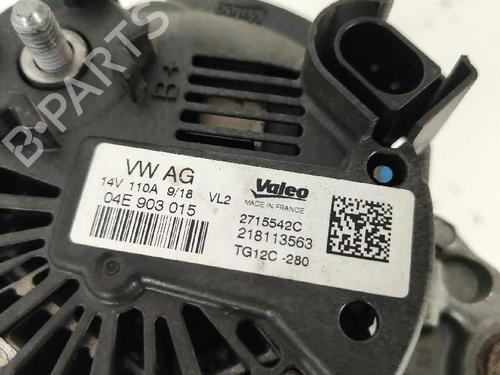 B+
VW AG
14V 110A 9/18 VL2
04E 903 015
Valeo
MADE IN FRANCE
2715542C
218113563
TG12C -280
B-PARTS